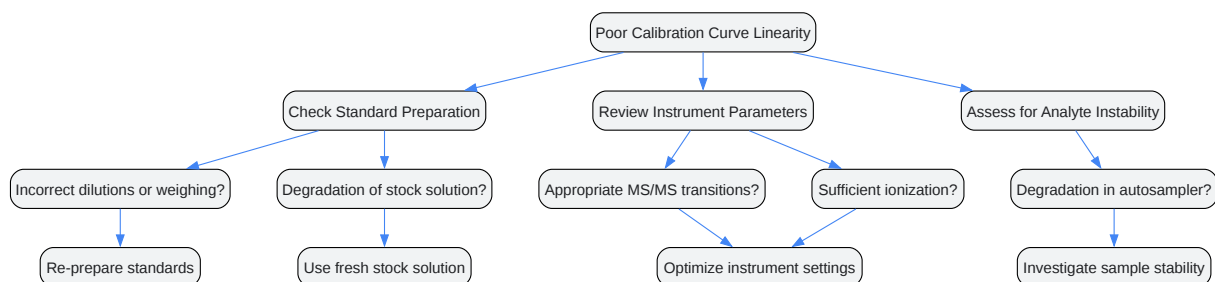 Poor Calibration Curve Linearity
Check Standard Preparation
Review Instrument Parameters
Assess for Analyte Instability
Incorrect dilutions or weighing?
Degradation of stock solution?
Appropriate MS/MS transitions?
Sufficient ionization?
Degradation in autosampler?
Re-prepare standards
Use fresh stock solution
Optimize instrument settings
Investigate sample stability